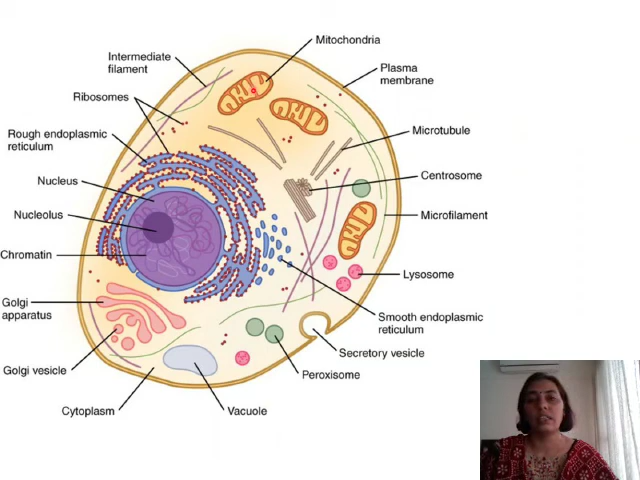 Mitochondria
Intermediate
filament
Plasma
membrane
Ribosomes
Rough endoplasmic
reticulum
Microtubule
Nucleus
Centrosome
Nucleolus
Microfilament
Chromatin
Lysosome
Golgi
apparatus
Smooth endoplasmic
reticulum
Secretory vesicle
Golgi vesicle
Peroxisome
Cytoplasm
Vacuole